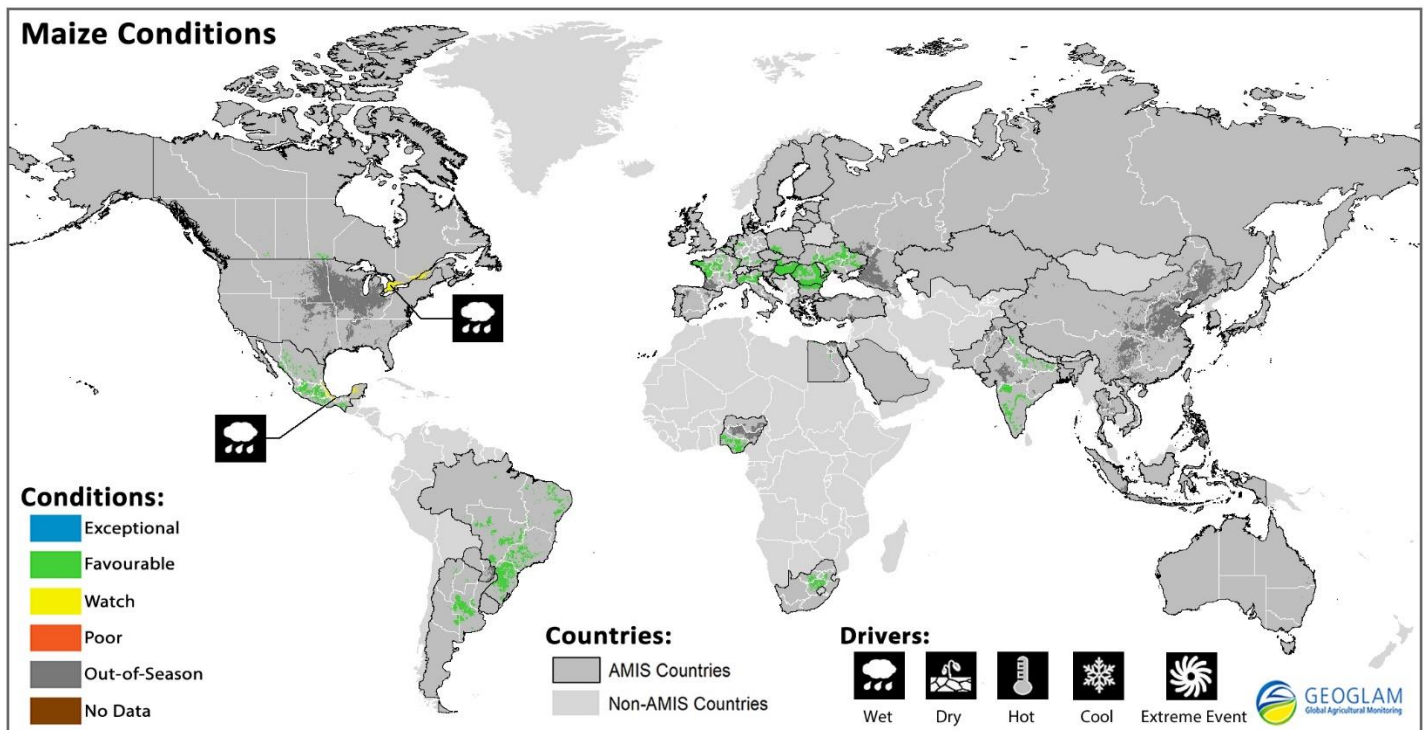 Maize Conditions
Conditions:
Exceptional
Favourable
Watch
Poor
Out-of-Season
No Data
Countries:
AMIS Countries
Non-AMIS Countries
Drivers:
Wet
Dry
Hot
Cool
Extreme Event
GEOGLAM
Global Agricultural Monitoring